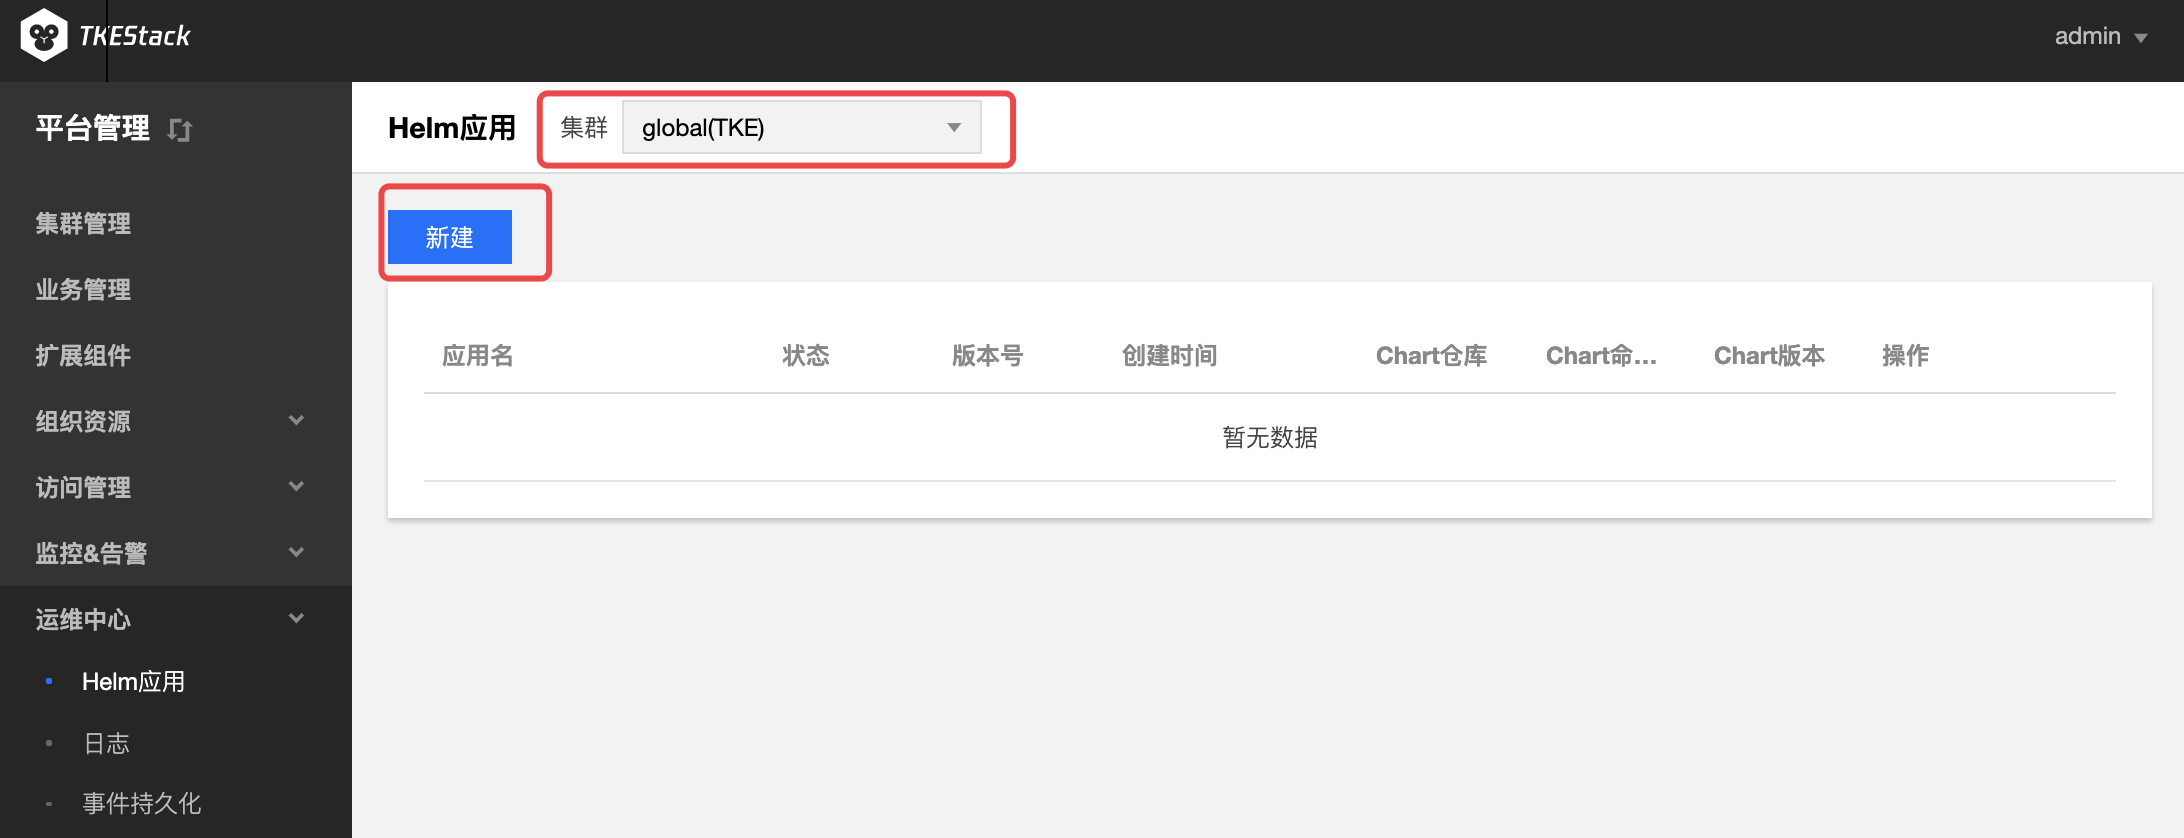 TKEStack
admin
平台管理
Helm应用
集群
global(TKE)
集群管理
业务管理
扩展组件
组织资源
访问管理
监控&告警
运维中心
Helm应用
日志
事件持久化
新建
应用名
状态
版本号
创建时间
Chart仓库
Chart命...
Chart版本
操作
暂无数据